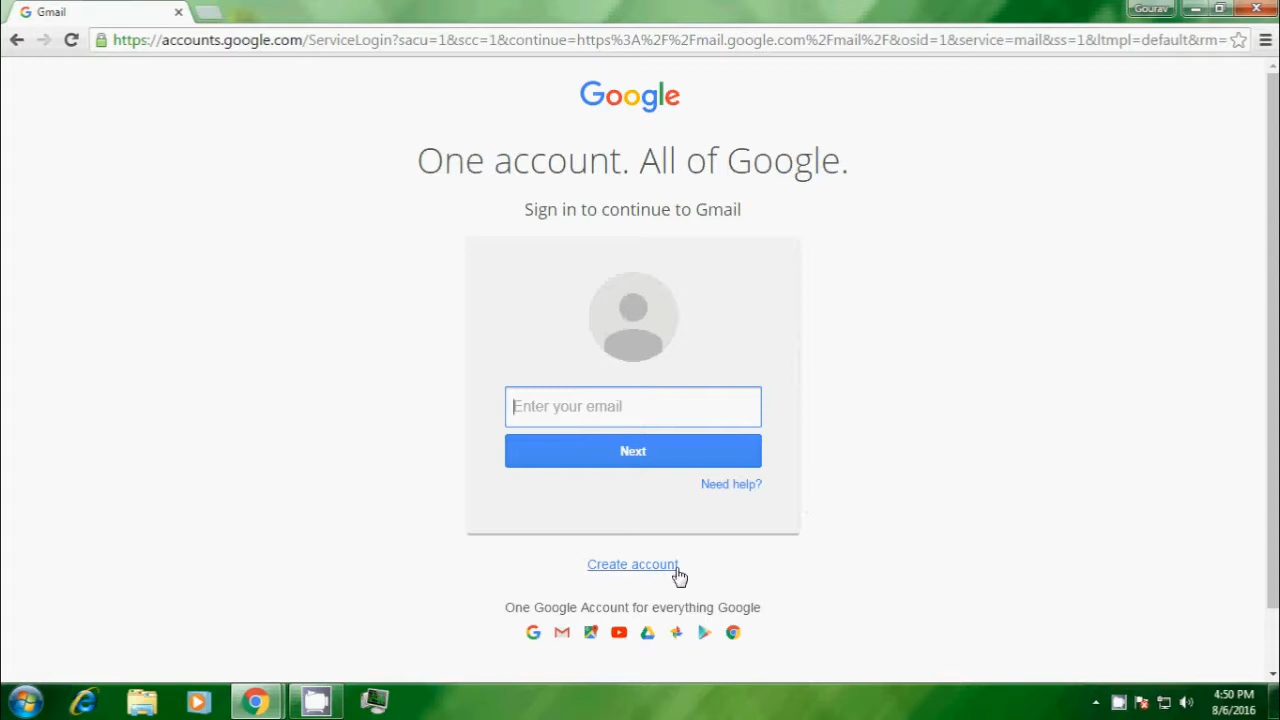 Gmail
Gourav
https://accounts.google.com/ServiceLogin?sacu=1&scc=1&continue=https%3A%2F%2Fmail.google.com%2Fmail%2F&osid=1&service=mail&ss=1&ltmpl=default&rm=
Google
One account. All of Google.
Sign in to continue to Gmail
Enter your email
Next
Need help?
Create account
One Google Account for everything Google
4:50 PM
8/6/2016